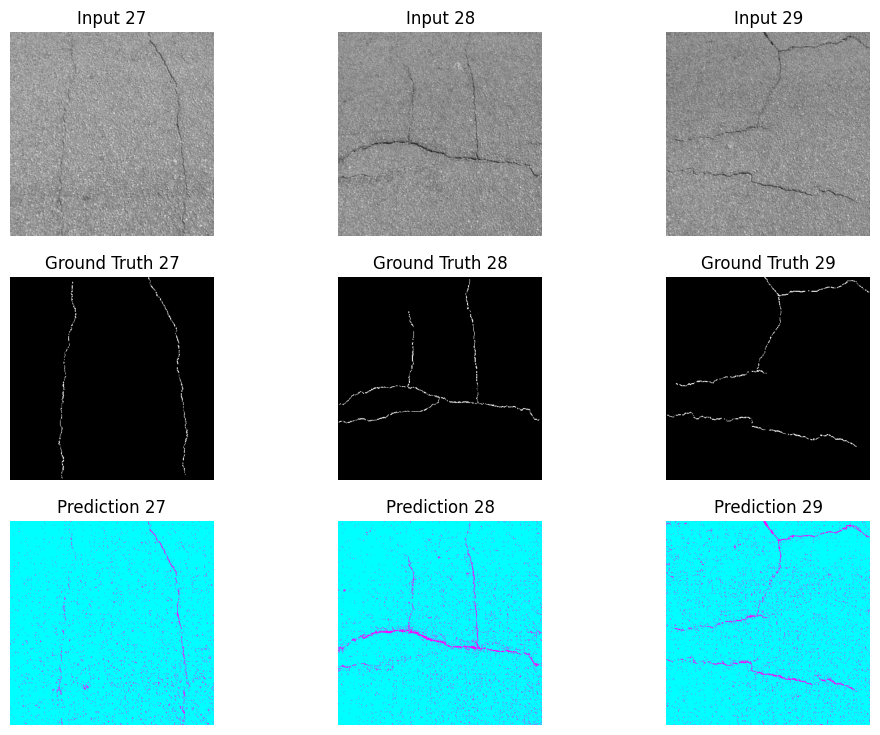 Input 27
Input 28
Input 29
Ground Truth 27
Ground Truth 28
Ground Truth 29
Prediction 27
Prediction 28
Prediction 29